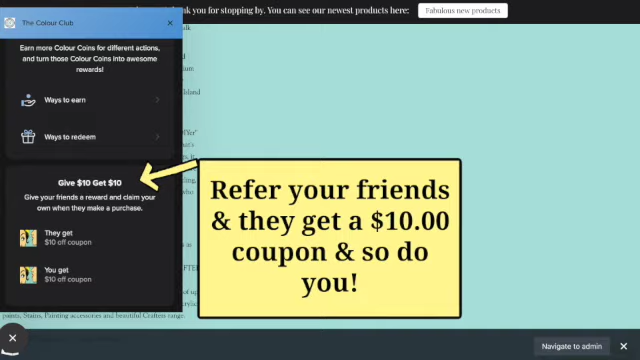 ank you for stopping by. You can see our newest products here:
Fabulous new products
The Colour Club
Earn more Colour Coins for different actions,
and turn those Colour Coins into awesome
rewards!
Ways to earn
Ways to redeem
Give $10 Get $10
Give your friends a reward and claim your
own when they make a purchase.
They get
$10 off coupon
You get
$10 off coupon
Refer your friends
& they get a $10.00
coupon & so do
you!
Paints, Stains, Painting accessories and beautiful Crafters range.
Navigate to admin